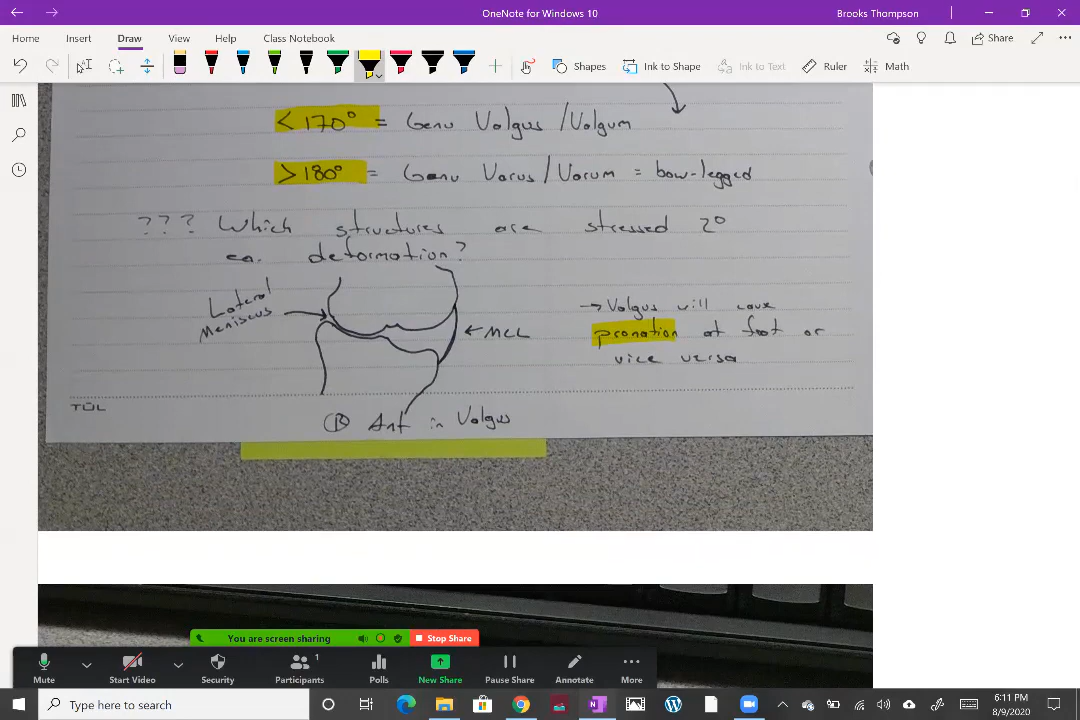 OneNote for Windows 10
Brooks Thompson
Home Insert Draw View Help Class Notebook
Share
Shapes Ink to Shape Ink to Text Ruler Math
< 170° = Genu Valgus / Valgum
> 180° = Genu Varus / Varum = bow-legged
??? Which structures are stressed 2°
ea. deformation?
Lateral
Meniscus
← MCL
→ Valgus will cause
pronation at foot or
vice versa
TŪL
Ⓡ Ant in Valgus
You are screen sharing
Stop Share
Mute Start Video Security Participants 1 Polls New Share Pause Share Annotate More
Type here to search
6:11 PM
8/9/2020